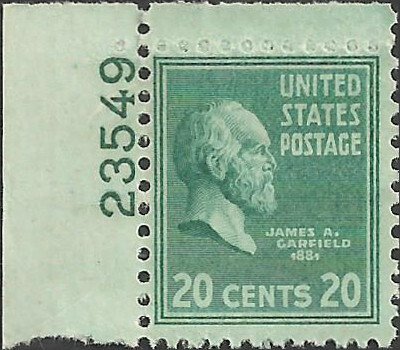 23549
UNITED
STATES
POSTAGE
JAMES A.
GARFIELD
1881
20 CENTS 20